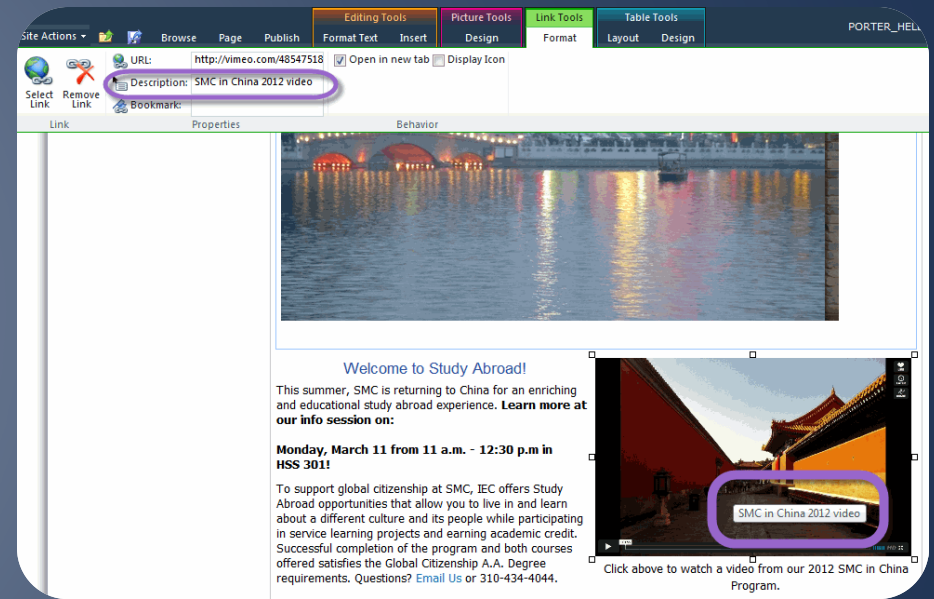 Editing Tools Picture Tools Link Tools Table Tools
Site Actions Browse Page Publish Format Text Insert Design Format Layout Design PORTER_HELL
URL: http://vimeo.com/48547518 Open in new tab Display Icon
Description: SMC in China 2012 video
Select Link Remove Link Bookmark:
Link Properties Behavior
Welcome to Study Abroad!
This summer, SMC is returning to China for an enriching
and educational study abroad experience. Learn more at
our info session on:
Monday, March 11 from 11 a.m. - 12:30 p.m in
HSS 301!
To support global citizenship at SMC, IEC offers Study
Abroad opportunities that allow you to live in and learn
about a different culture and its people while participating
in service learning projects and earning academic credit.
Successful completion of the program and both courses
offered satisfies the Global Citizenship A.A. Degree
requirements. Questions? Email Us or 310-434-4044.
SMC in China 2012 video
Click above to watch a video from our 2012 SMC in China
Program.